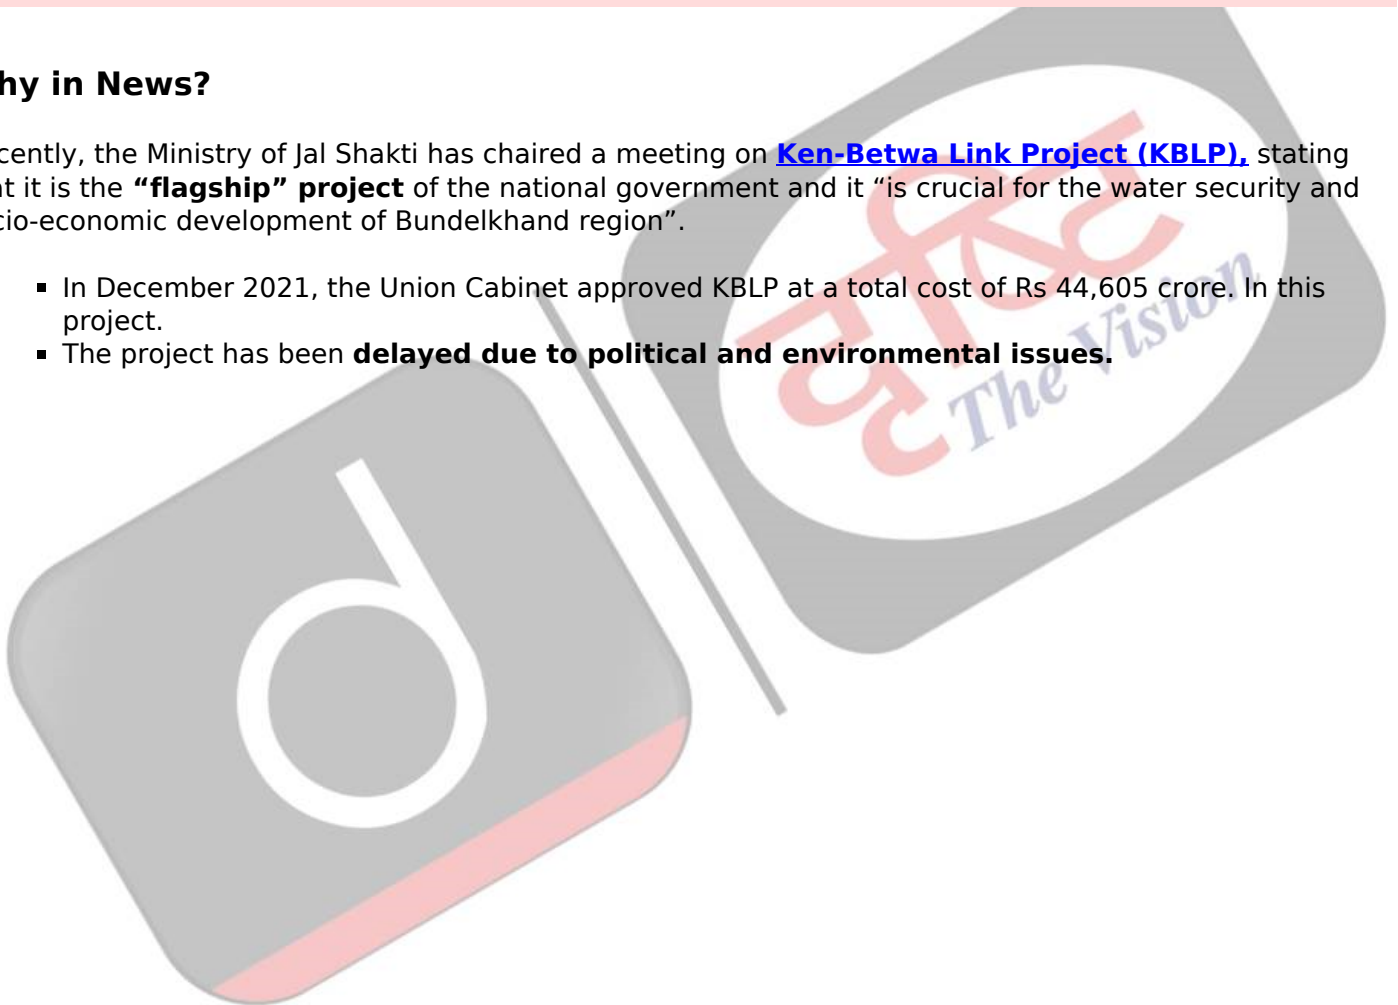 hy in News?
cently, the Ministry of Jal Shakti has chaired a meeting on Ken-Betwa Link Project (KBLP), stating
at it is the “flagship” project of the national government and it “is crucial for the water security and
cio-economic development of Bundelkhand region”.
▪ In December 2021, the Union Cabinet approved KBLP at a total cost of Rs 44,605 crore. In this
project.
▪ The project has been delayed due to political and environmental issues.
दृष्टि
The Vision